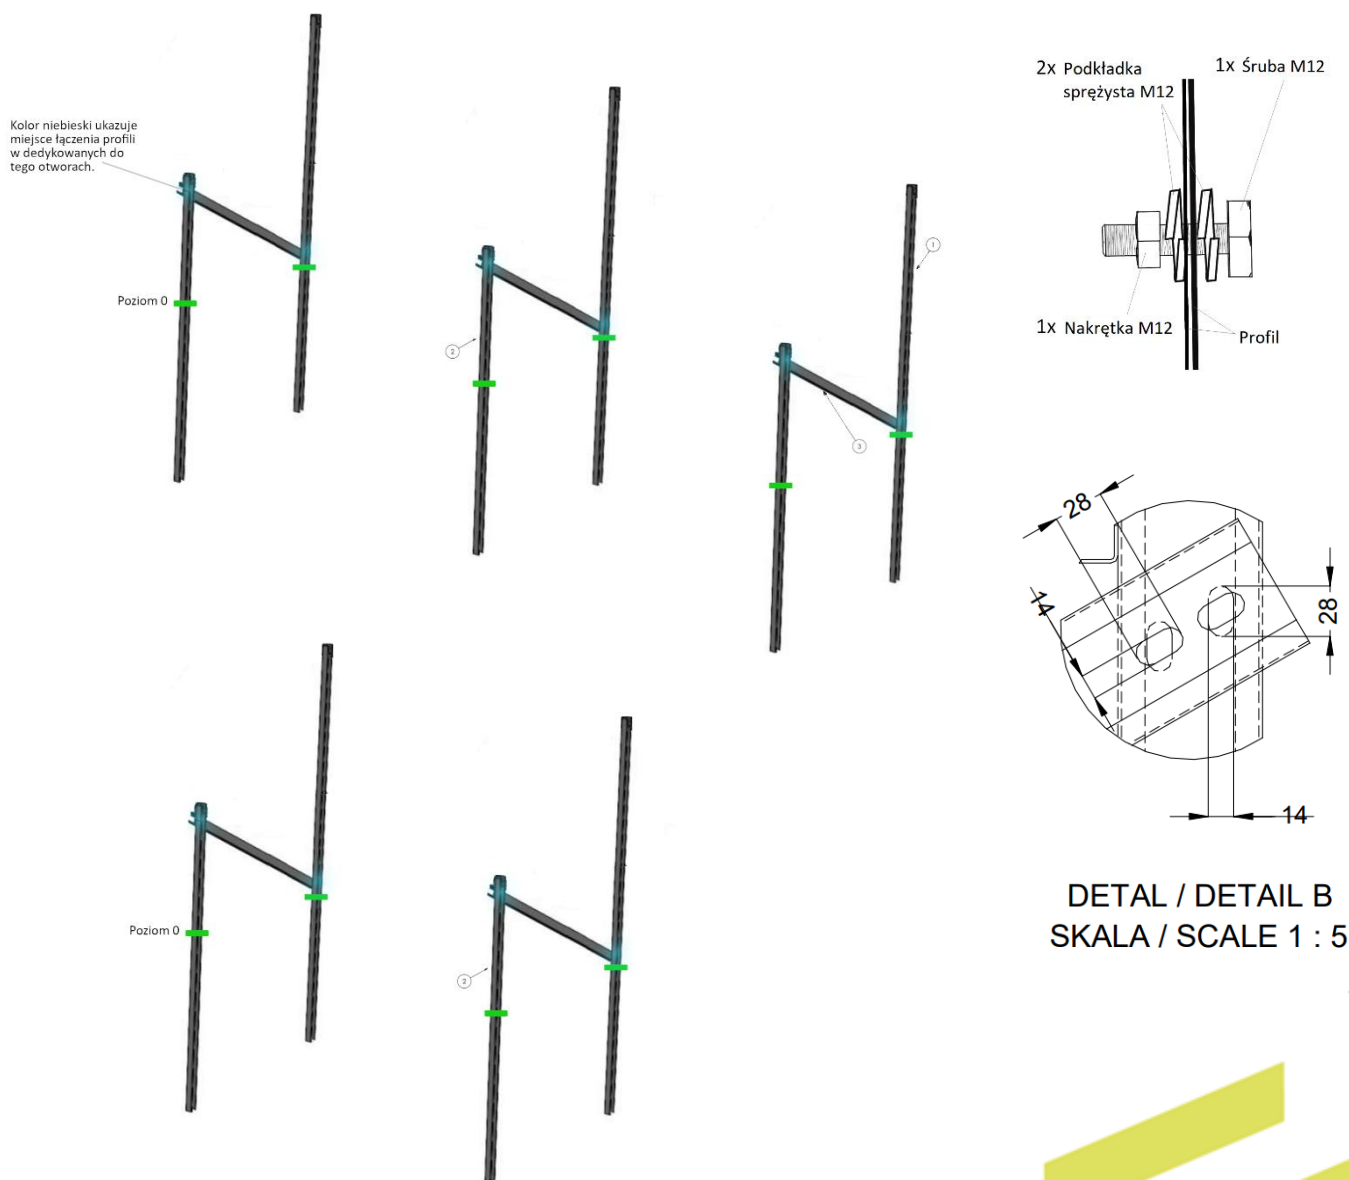 Kolor niebieski ukazuje
miejsce łączenia profili
w dedykowanych do
tego otworach.
Poziom 0
2
1
3
2x Podkładka
sprężysta M12
1x Śruba M12
1x Nakrętka M12
Profil
28
14
28
14
DETAL / DETAIL B
SKALA / SCALE 1 : 5
Poziom 0
2